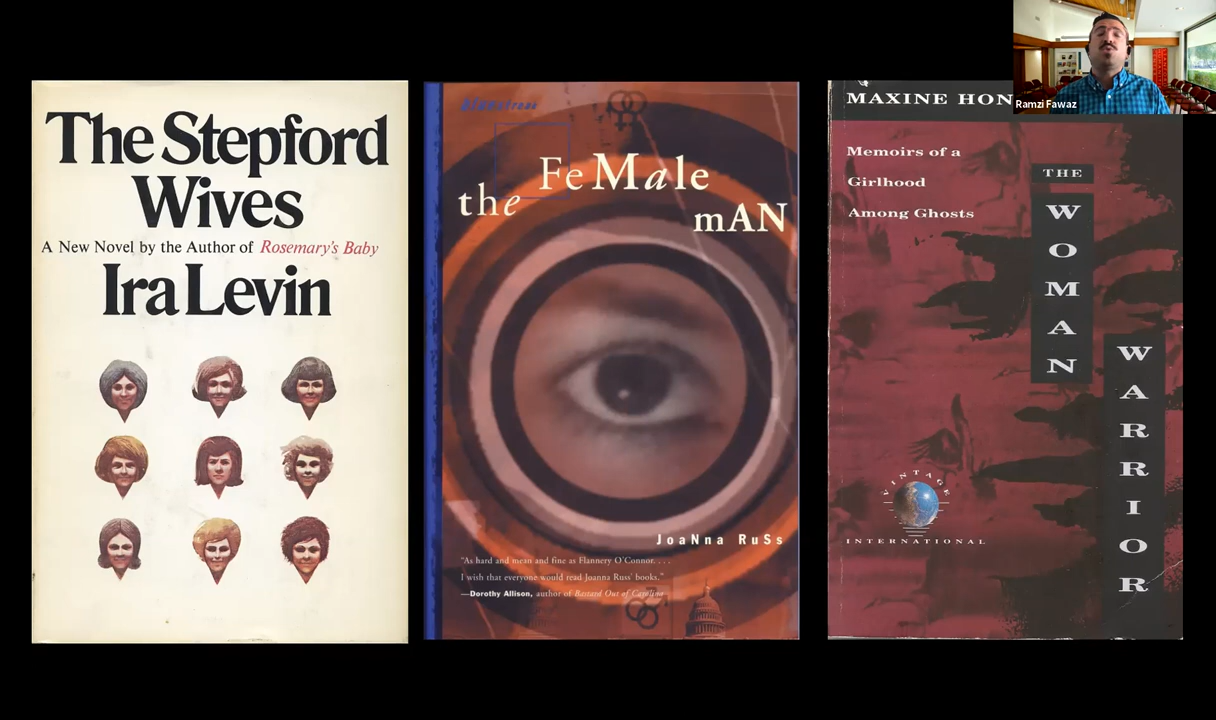 The Stepford
Wives
A New Novel by the Author of Rosemary's Baby
Ira Levin
the FeMale
mAN
JoaNna RuSs
"As hard and mean and fine as Flannery O'Connor. . . .
I wish that everyone would read Joanna Russ' books."
—Dorothy Allison, author of Bastard Out of Carolina
MAXINE HON
Memoirs of a
Girlhood
Among Ghosts
THE
WOMAN
WARRIOR
VINTAGE
INTERNATIONAL
Ramzi Fawaz